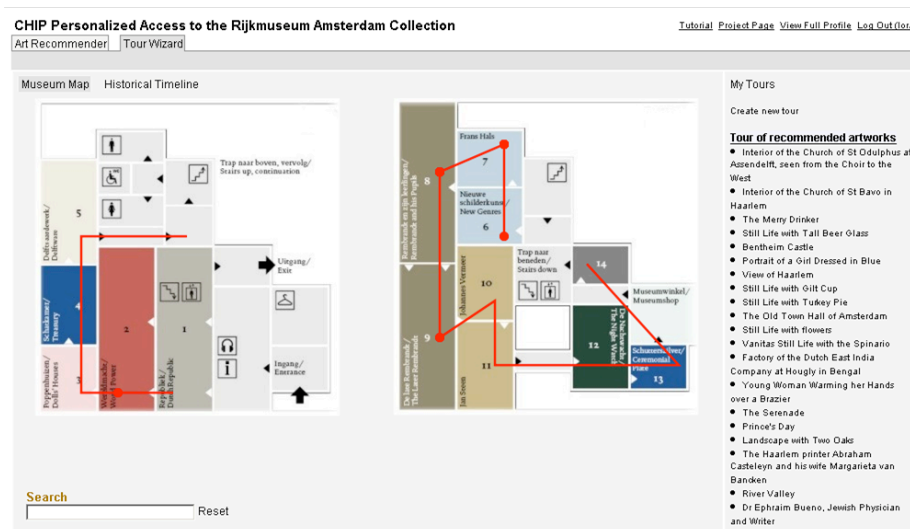 CHIP Personalized Access to the Rijkmuseum Amsterdam Collection
Tutorial Project Page View Full Profile Log Out (lor
Art Recommender Tour Wizard
Museum Map Historical Timeline
Trap naar boven, vervolg/
Stairs up, continuation
5
Uitgang/
Exit
4
Schatkamer/
Treasury
3
Poppenhuizen/
Dolls' Houses
2
Wereldmacht/
World Power
1
Republiek/
Dutch Republic
Ingang/
Entrance
Frans Hals
7
8
Rembrandt en zijn leerlingen/
Rembrandt and his Pupils
Nieuwe
schilderkunst/
New Genres
6
Trap naar
beneden/
Stairs down
14
Johannes Vermeer
10
Museumwinkel/
Museumshop
9
De late Rembrandt/
The Later Rembrandt
Jan Steen
11
De Nachtwacht/
The Night Watch
12
Ceremonial
13
Search
Reset
My Tours
Create new tour
Tour of recommended artworks
Interior of the Church of St Odulphus at
Assendelft, seen from the Choir to the
West
Interior of the Church of St Bavo in
Haarlem
The Merry Drinker
Still Life with Tall Beer Glass
Bentheim Castle
Portrait of a Girl Dressed in Blue
View of Haarlem
Still Life with Gilt Cup
Still Life with Turkey Pie
The Old Town Hall of Amsterdam
Still Life with flowers
Vanitas Still Life with the Spinario
Factory of the Dutch East India
Company at Hougly in Bengal
Young Woman Warming her Hands
over a Brazier
The Serenade
Prince's Day
Landscape with Two Oaks
The Haarlem printer Abraham
Casteleyn and his wife Margarieta van
Bancken
River Valley
Dr Ephraim Bueno, Jewish Physician
and Writer